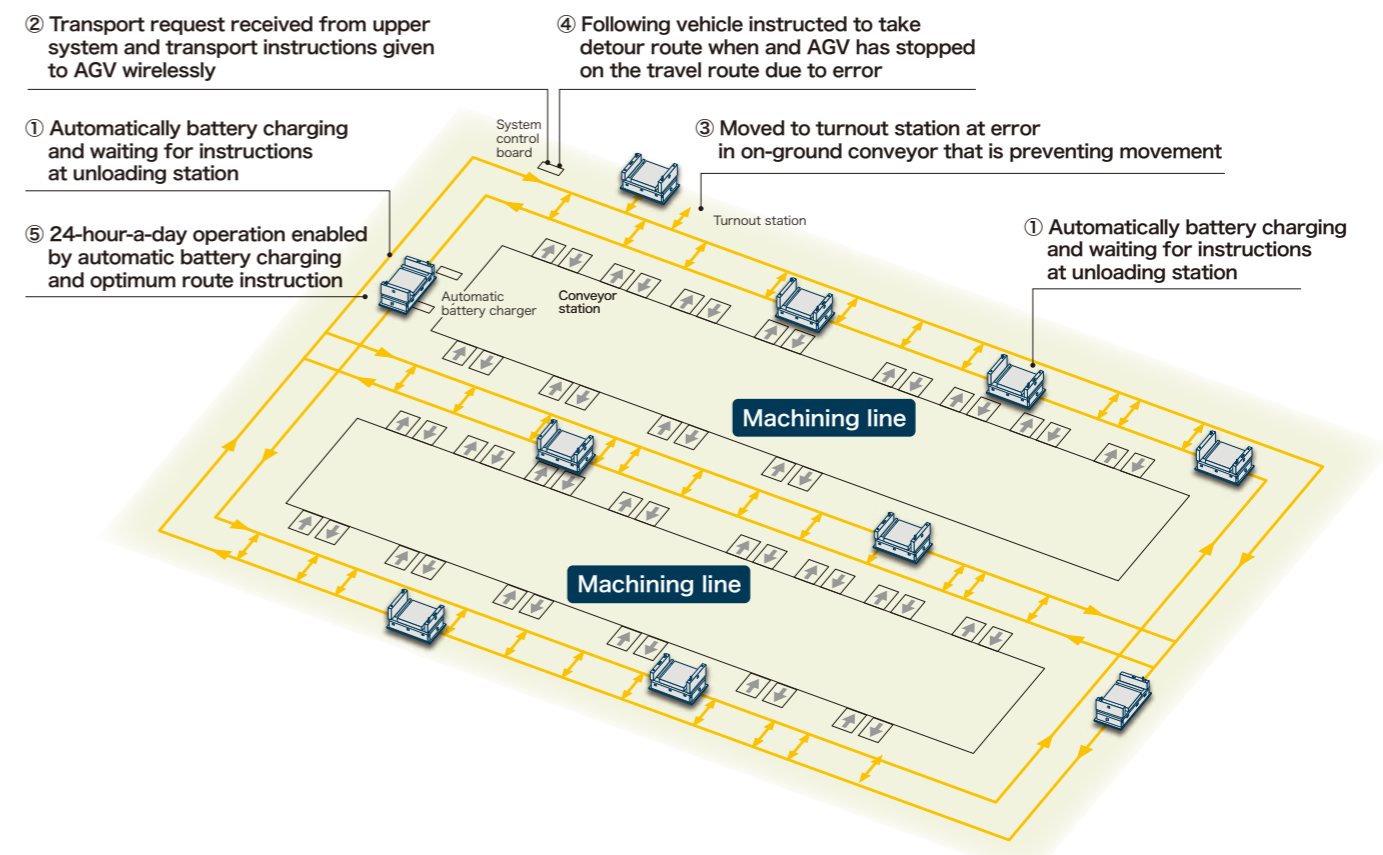 ② Transport request received from upper
system and transport instructions given
to AGV wirelessly
④ Following vehicle instructed to take
detour route when and AGV has stopped
on the travel route due to error
① Automatically battery charging
and waiting for instructions
at unloading station
System
control
board
③ Moved to turnout station at error
in on-ground conveyor that is preventing movement
Turnout station
⑤ 24-hour-a-day operation enabled
by automatic battery charging
and optimum route instruction
① Automatically battery charging
and waiting for instructions
at unloading station
Automatic
battery charger
Conveyor
station
Machining line
Machining line